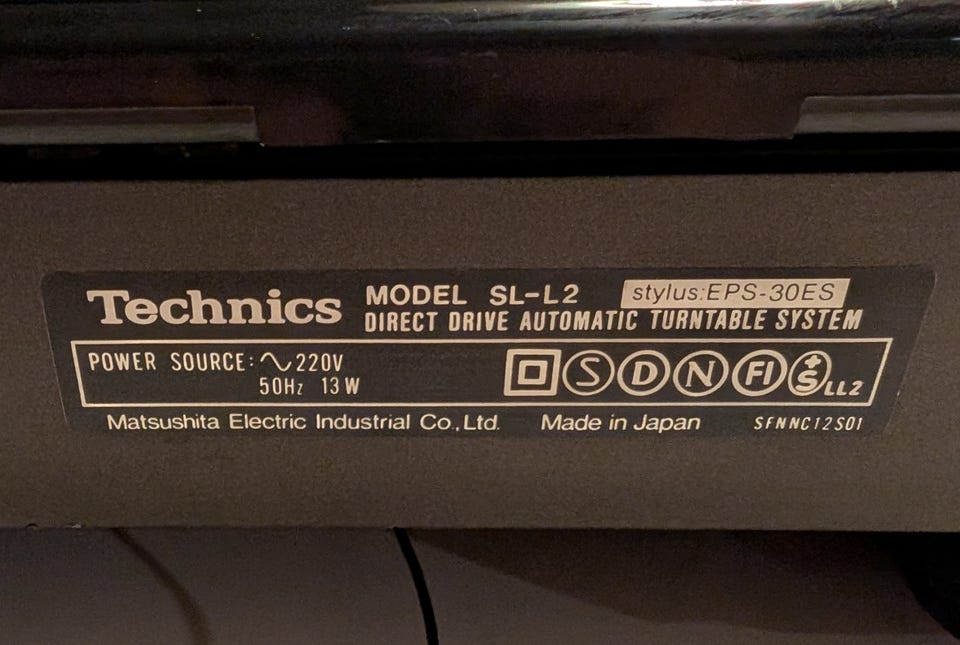 Technics MODEL SL-L2 stylus:EPS-30ES
DIRECT DRIVE AUTOMATIC TURNTABLE SYSTEM
POWER SOURCE: ∿220V
50Hz 13W
S D N FI +S LL2
Matsushita Electric Industrial Co., Ltd. Made in Japan SFNNC12S01